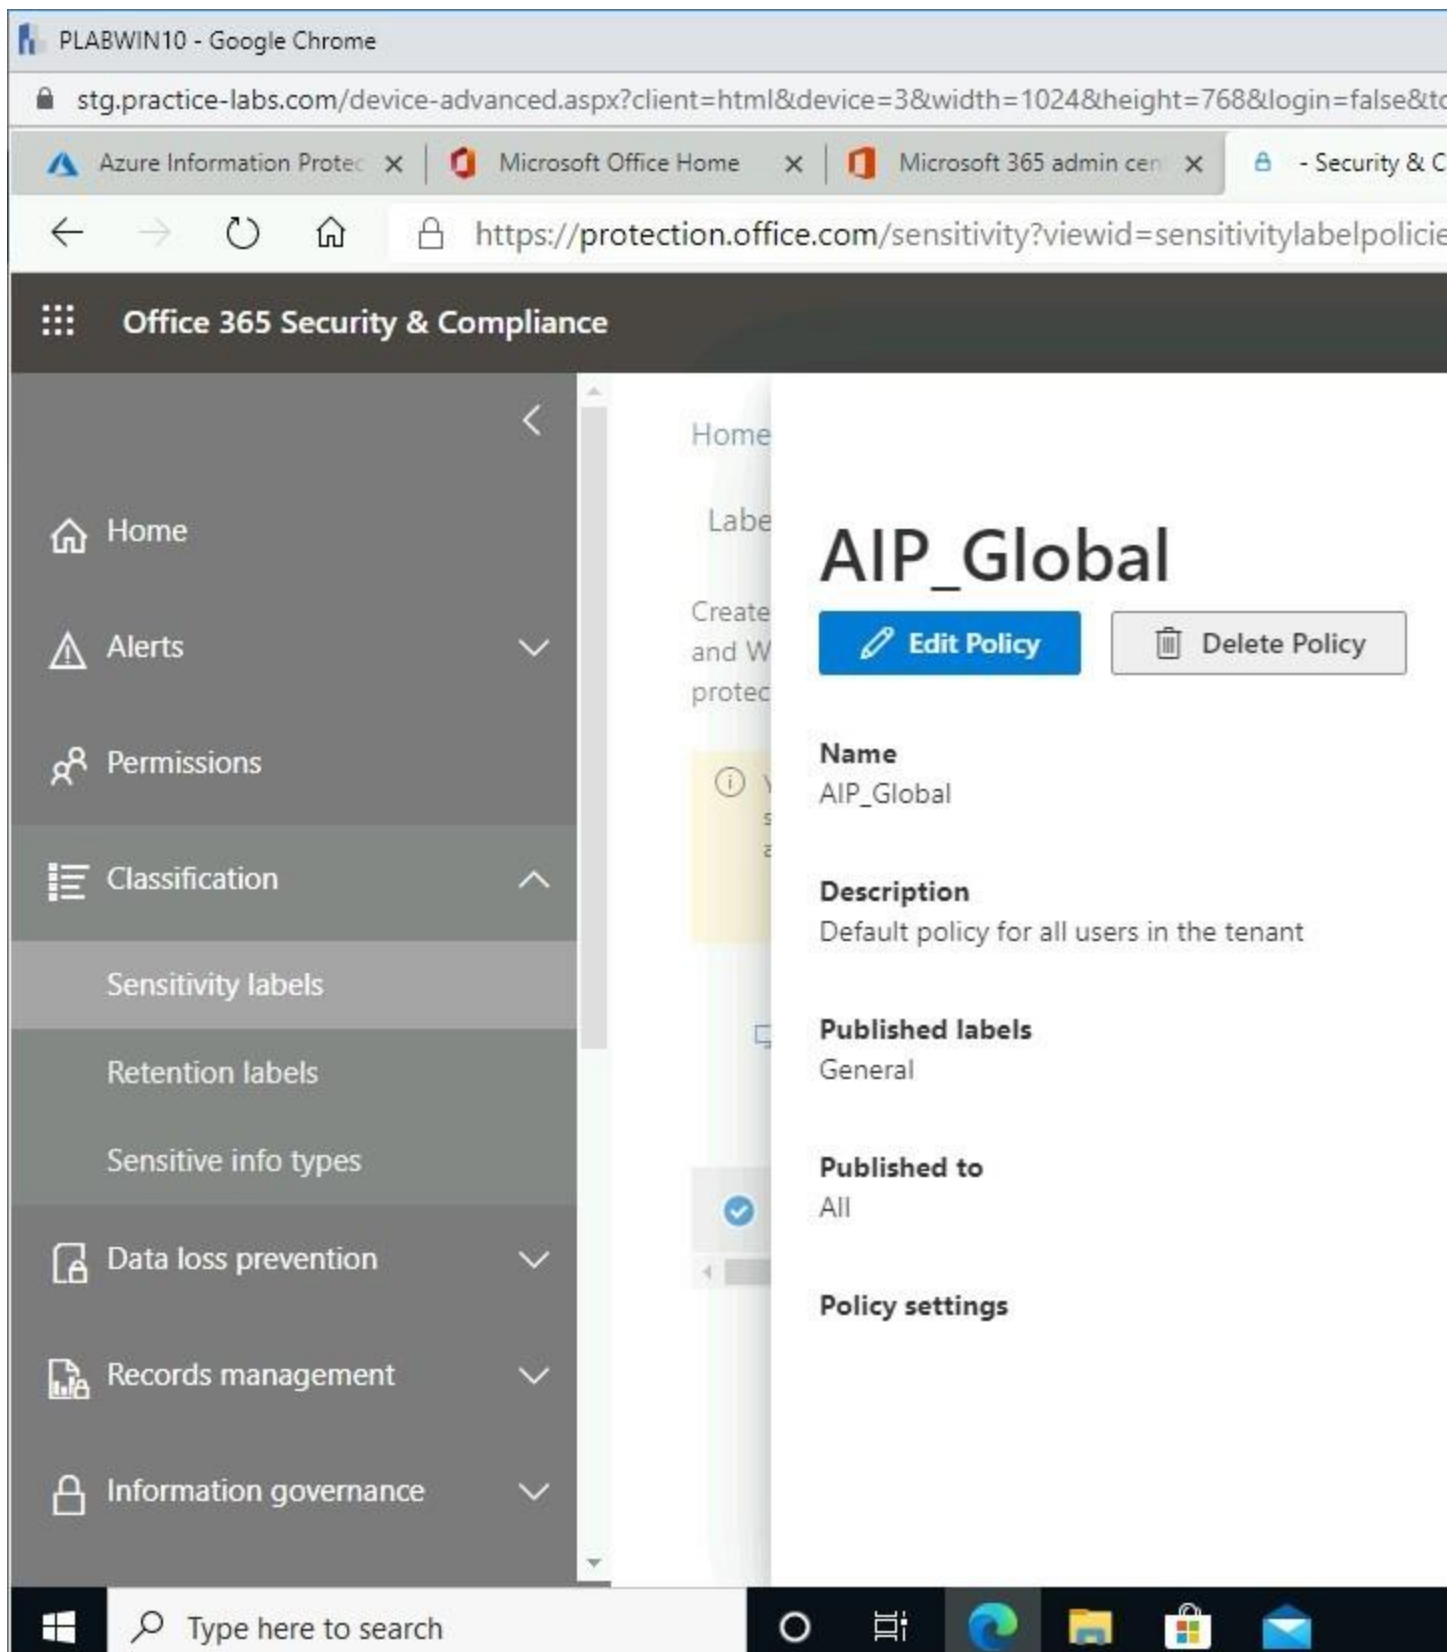 PLABWIN10 - Google Chrome
stg.practice-labs.com/device-advanced.aspx?client=html&device=3&width=1024&height=768&login=false&to
Azure Information Protec
Microsoft Office Home
Microsoft 365 admin cen
- Security & C
https://protection.office.com/sensitivity?viewid=sensitivitylabelpolicie
Office 365 Security & Compliance
Home
Alerts
Permissions
Classification
Sensitivity labels
Retention labels
Sensitive info types
Data loss prevention
Records management
Information governance
Home
Labe
Create
and W
protec
AIP_Global
Edit Policy
Delete Policy
Name
AIP_Global
Description
Default policy for all users in the tenant
Published labels
General
Published to
All
Policy settings
Type here to search